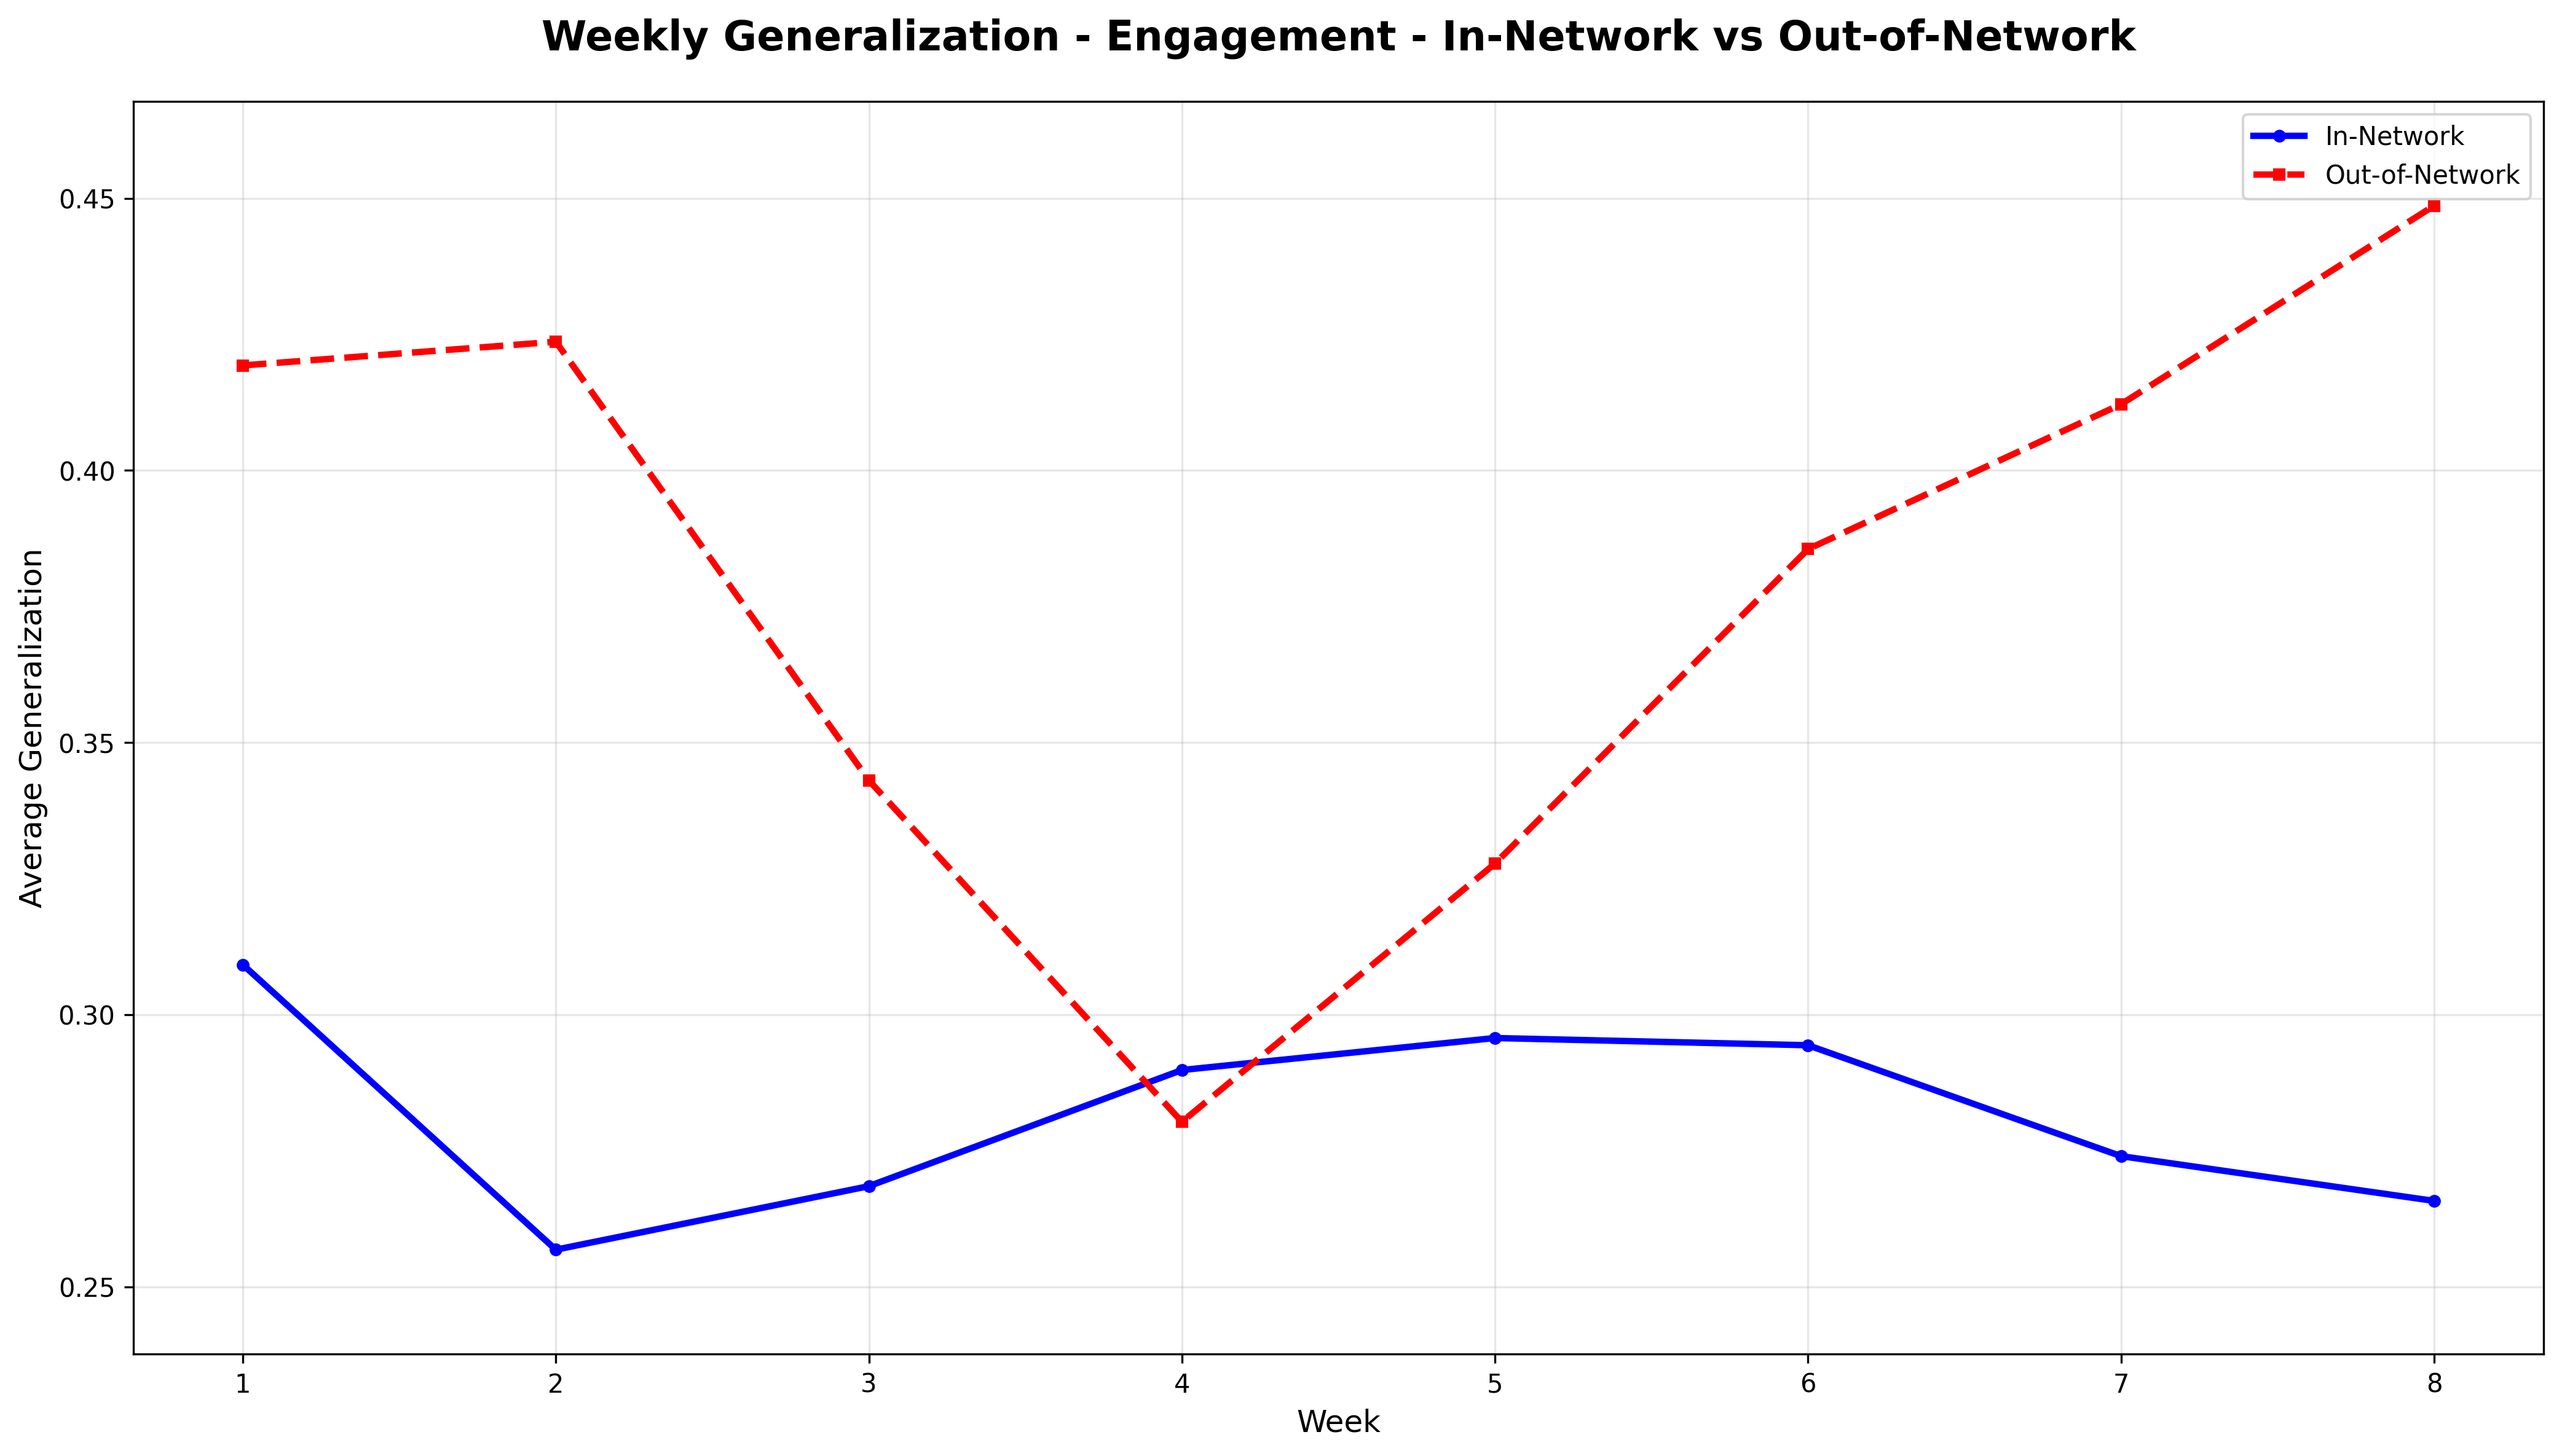 Weekly Generalization - Engagement - In-Network vs Out-of-Network
In-Network
Out-of-Network
0.45
0.40
0.35
0.30
0.25
Average Generalization
1 2 3 4 5 6 7 8
Week